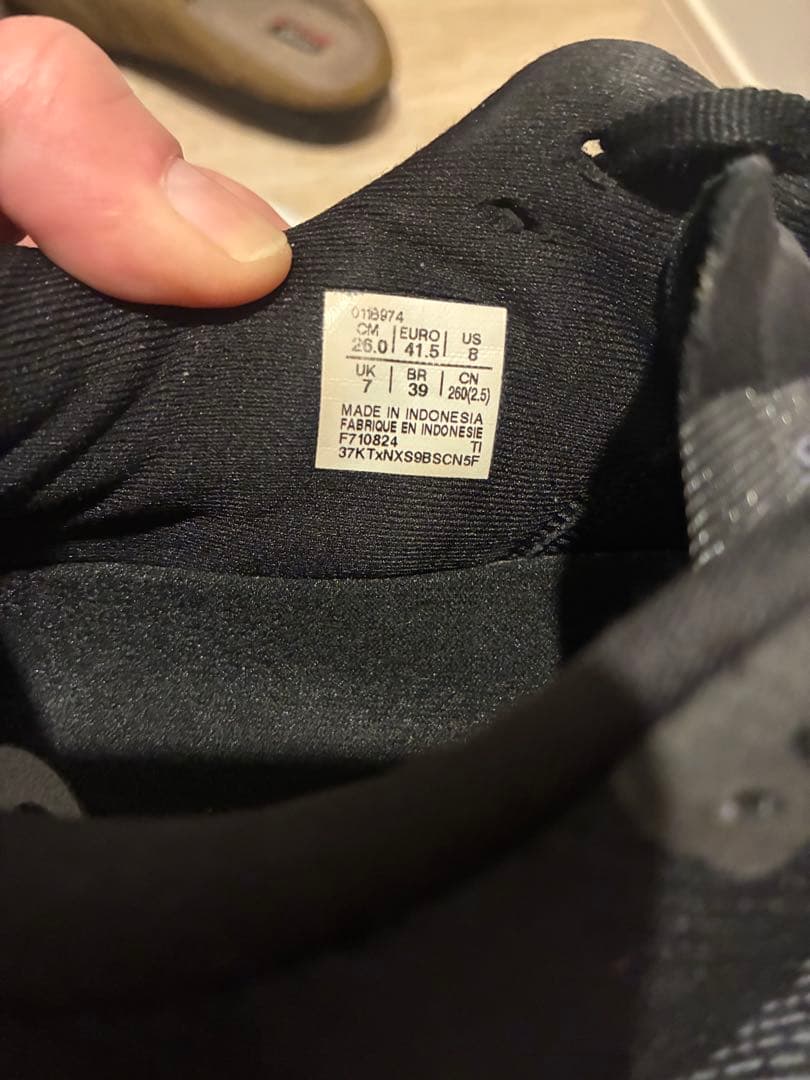 0118974
CM | EURO | US
26.0 | 41.5 | 8
UK | BR | CN
7 | 39 | 260(2.5)
MADE IN INDONESIA
FABRIQUE EN INDONESIE
F710824 TI
37KTxNXS9BSCN5F